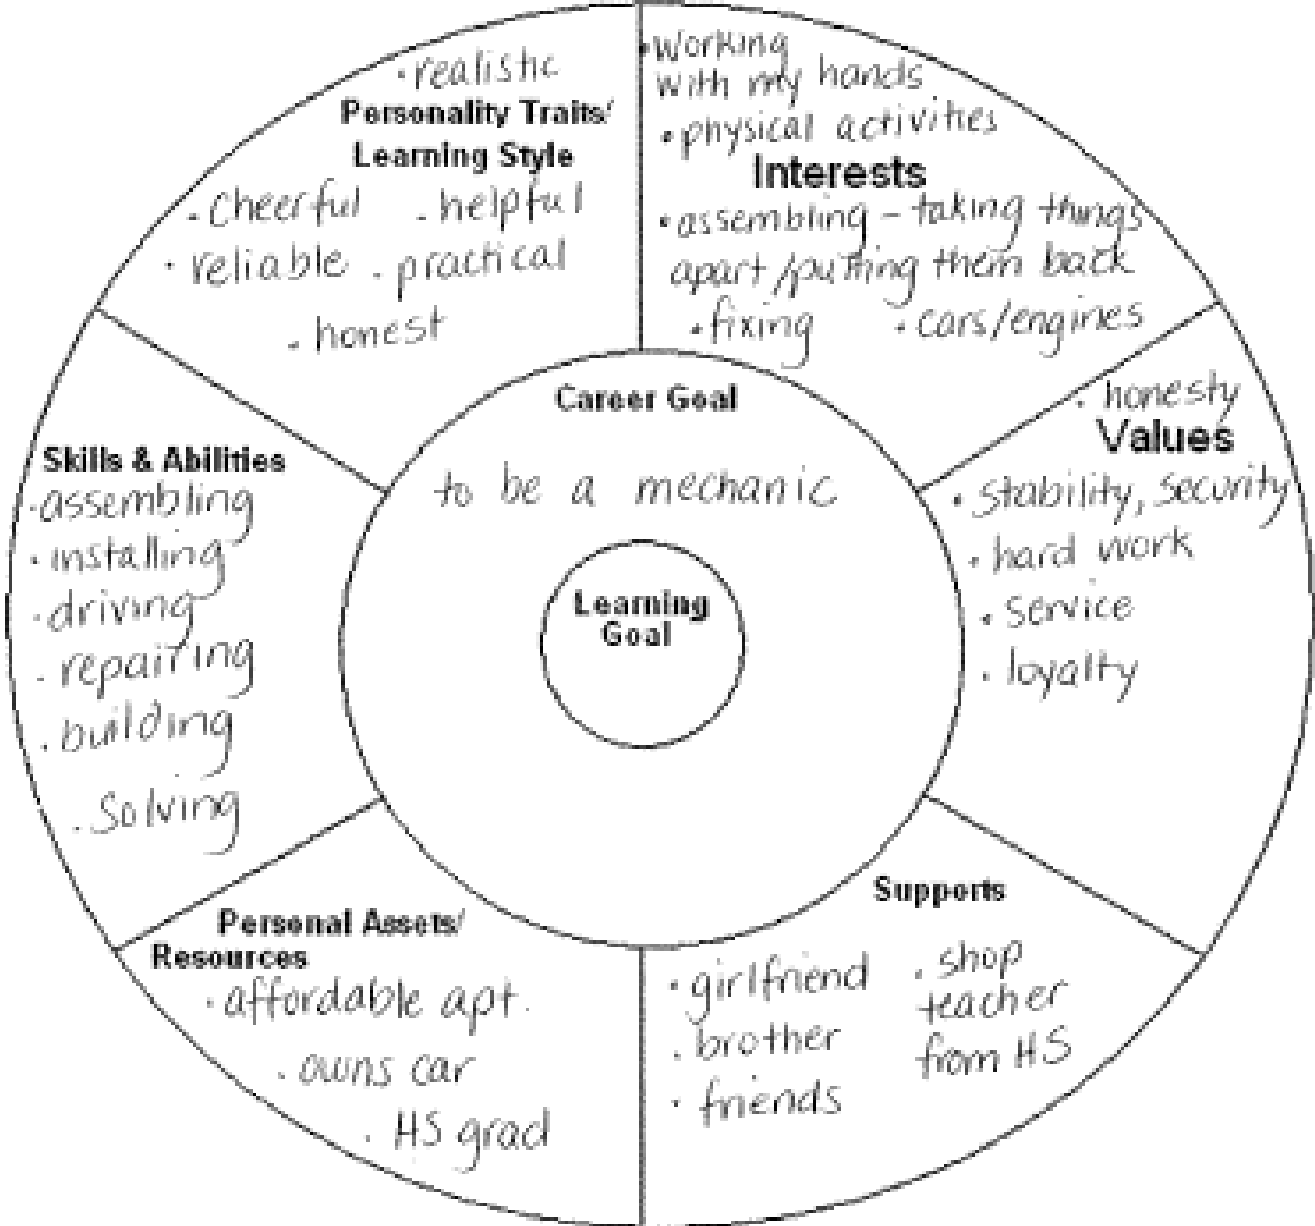 · realistic
Personality Traits/
Learning Style
· cheerful · helpful
· reliable · practical
· honest
· working
with my hands
· physical activities
Interests
· assembling – taking things
apart/putting them back
· fixing · cars/engines
· honesty
Values
· stability, security
· hard work
· service
· loyalty
Supports
· girlfriend
· brother
· friends
· shop
teacher
from HS
Personal Assets/
Resources
· affordable apt.
· owns car
· HS grad
Skills & Abilities
· assembling
· installing
· driving
· repairing
· building
· solving
Career Goal
to be a mechanic
Learning
Goal